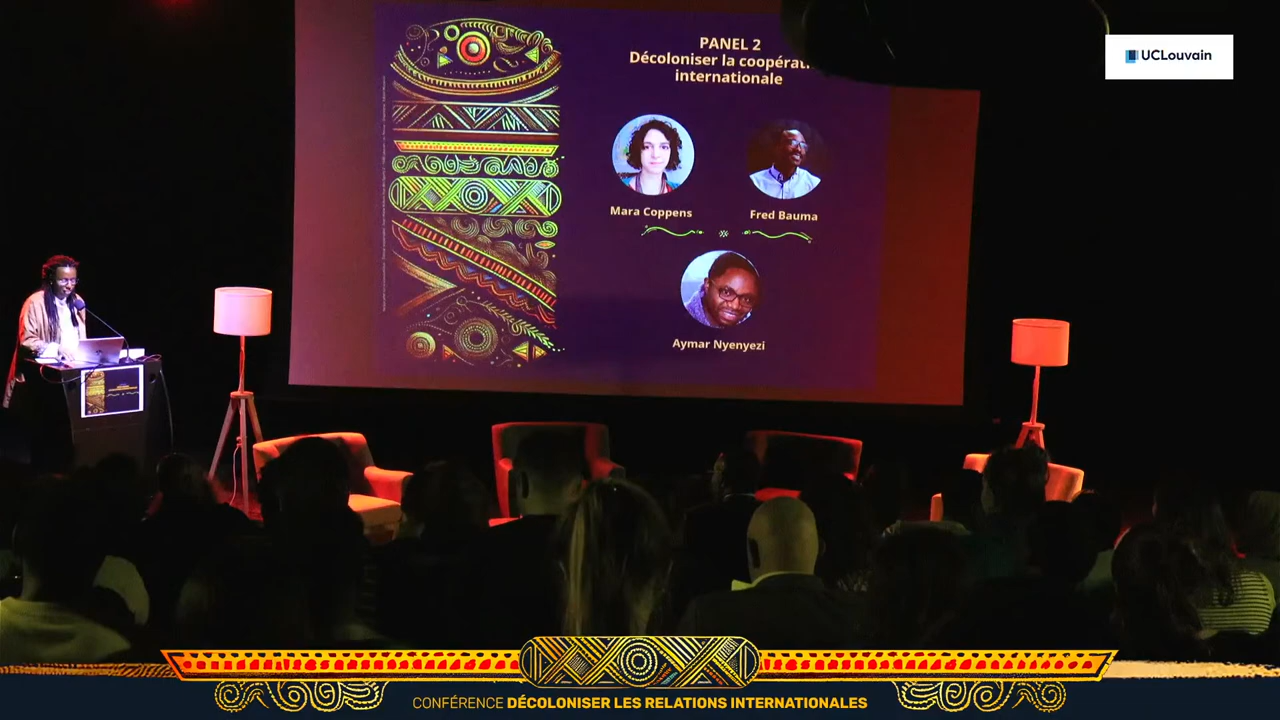 PANEL 2
Décoloniser la coopérati
internationale
UCLouvain
Mara Coppens
Fred Bauma
Aymar Nyenyezi
CONFÉRENCE DÉCOLONISER LES RELATIONS INTERNATIONALES